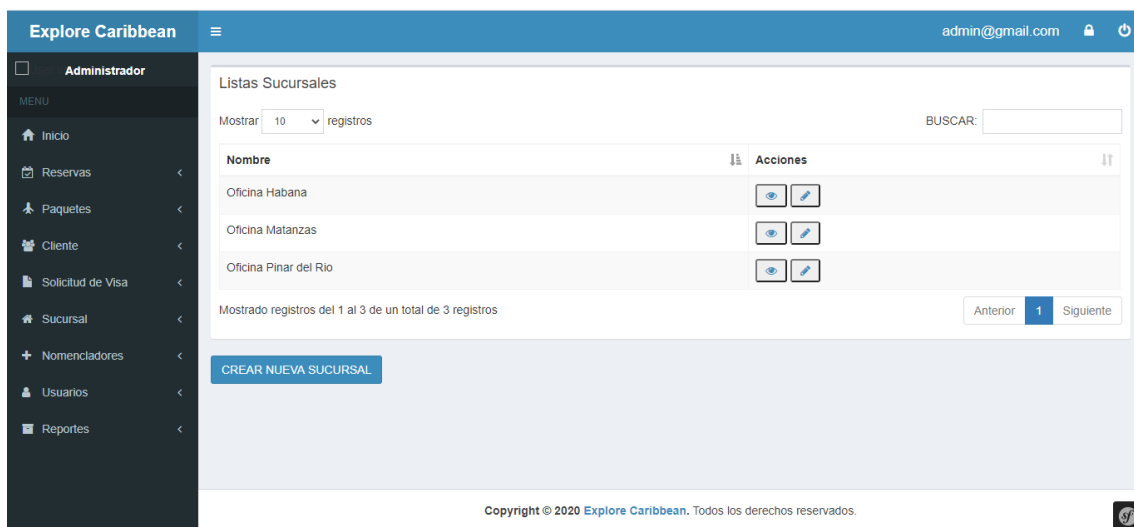 Explore Caribbean
admin@gmail.com
Administrador
MENU
Inicio
Reservas
Paquetes
Cliente
Solicitud de Visa
Sucursal
Nomencladores
Usuarios
Reportes
Listas Sucursales
Mostrar 10 registros
BUSCAR:
Nombre Acciones
Oficina Habana
Oficina Matanzas
Oficina Pinar del Rio
Mostrado registros del 1 al 3 de un total de 3 registros
Anterior 1 Siguiente
CREAR NUEVA SUCURSAL
Copyright © 2020 Explore Caribbean. Todos los derechos reservados.
sf